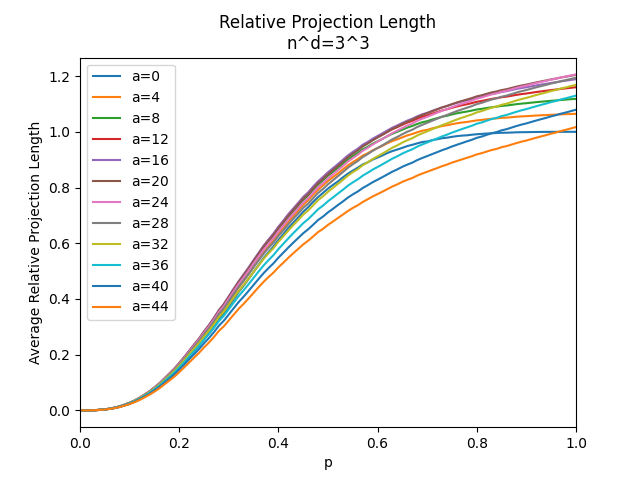 Relative Projection Length
n^d=3^3
Average Relative Projection Length
1.2
1.0
0.8
0.6
0.4
0.2
0.0
a=0
a=4
a=8
a=12
a=16
a=20
a=24
a=28
a=32
a=36
a=40
a=44
0.0 0.2 0.4 0.6 0.8 1.0
p